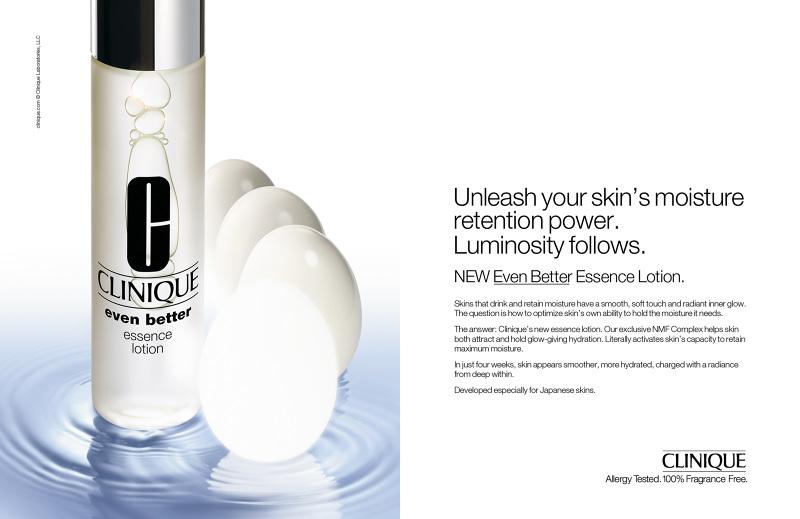 clinique.com © Clinique Laboratories, LLC
CLINIQUE
even better
essence
lotion
Unleash your skin's moisture
retention power.
Luminosity follows.
NEW Even Better Essence Lotion.
Skins that drink and retain moisture have a smooth, soft touch and radiant inner glow.
The question is how to optimize skin's own ability to hold the moisture it needs.
The answer: Clinique's new essence lotion. Our exclusive NMF Complex helps skin
both attract and hold glow-giving hydration. Literally activates skin's capacity to retain
maximum moisture.
In just four weeks, skin appears smoother, more hydrated, charged with a radiance
from deep within.
Developed especially for Japanese skins.
CLINIQUE
Allergy Tested. 100% Fragrance Free.